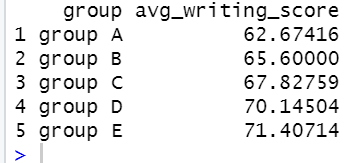 group avg_writing_score
1 group A 62.67416
2 group B 65.60000
3 group C 67.82759
4 group D 70.14504
5 group E 71.40714
>